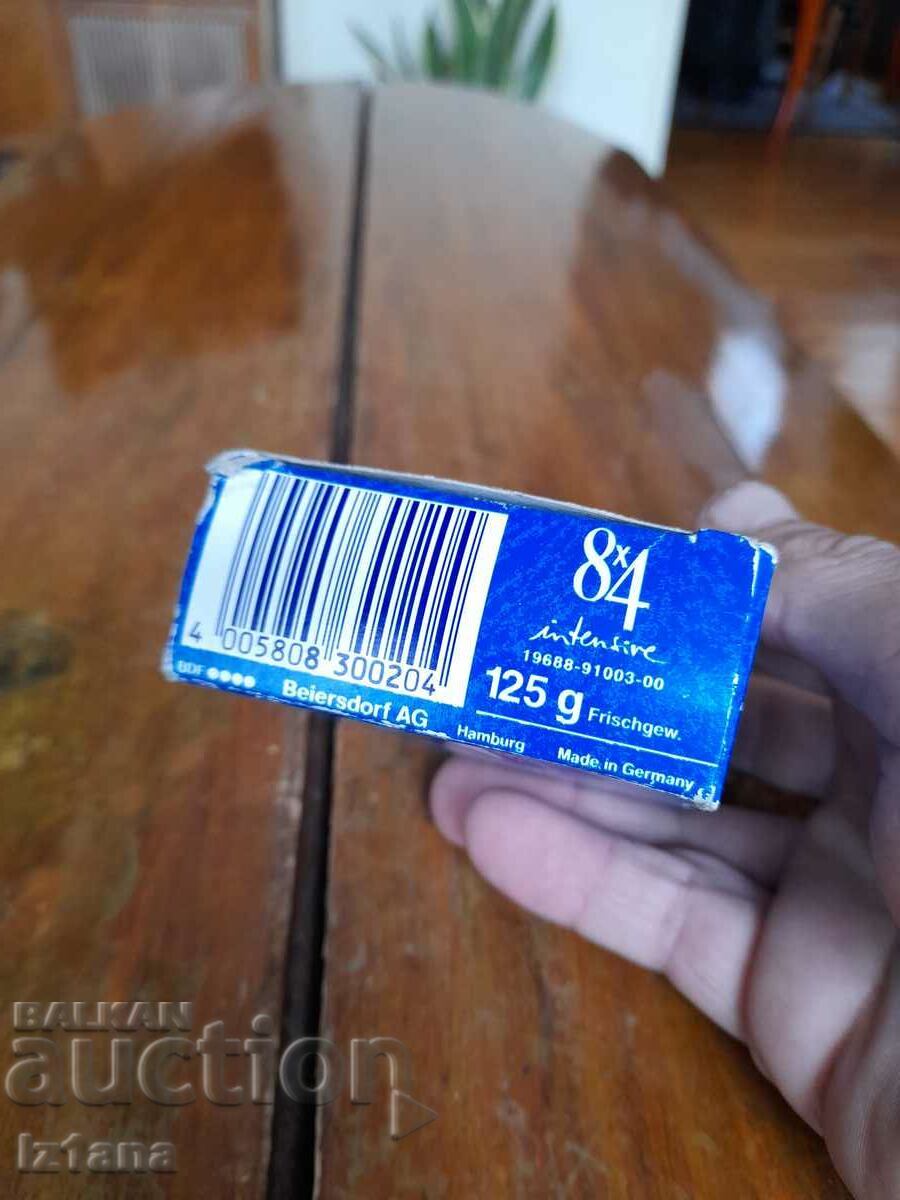 8x4
intensive
19688-91003-00
125 g Frischgew.
4 005808 300204
BDF ●●●● Beiersdorf AG Hamburg Made in Germany
BALKAN
auction
Iz1ana